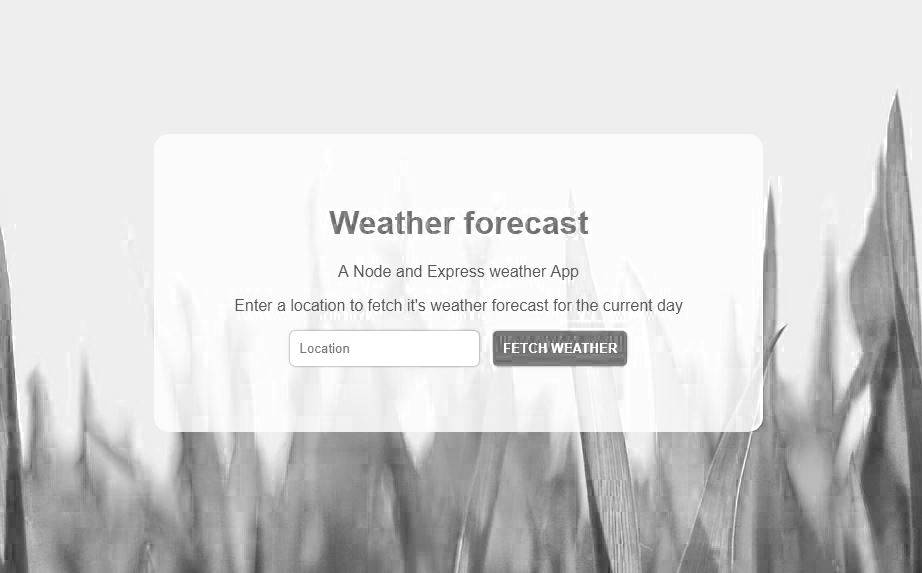 Weather forecast
A Node and Express weather App
Enter a location to fetch it's weather forecast for the current day
Location
FETCH WEATHER